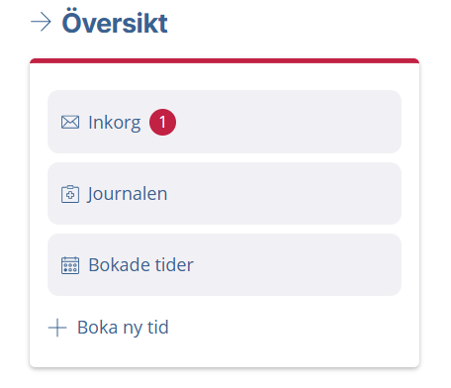 Översikt
Inkorg 1
Journalen
Bokade tider
Boka ny tid